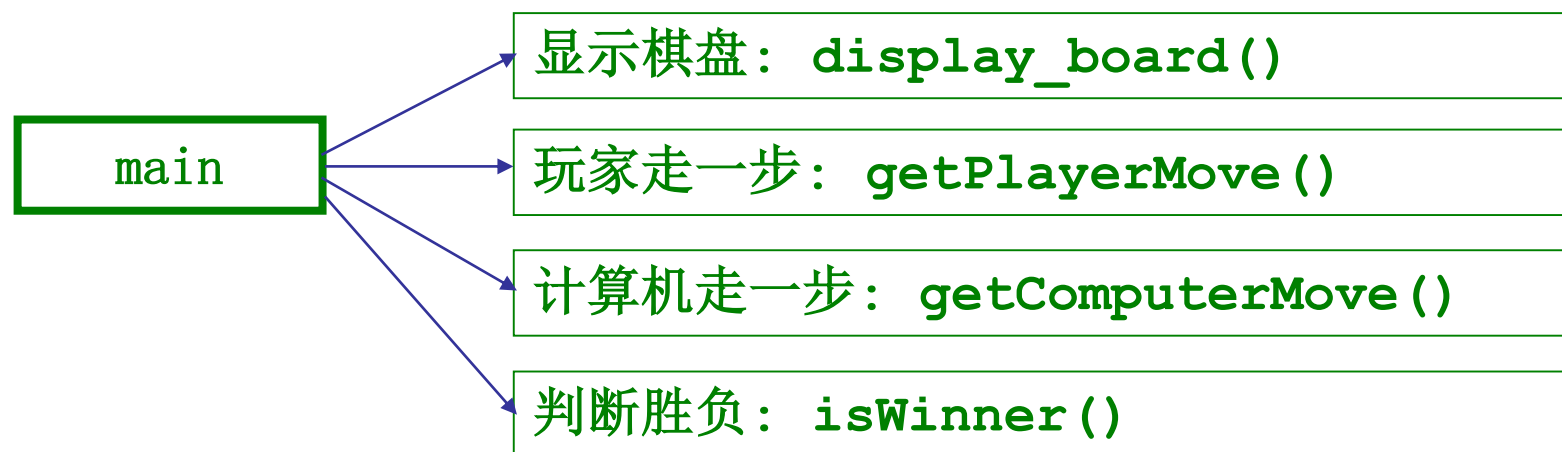 显示棋盘: display_board()
main
玩家走一步: getPlayerMove()
计算机走一步: getComputerMove()
判断胜负: isWinner()